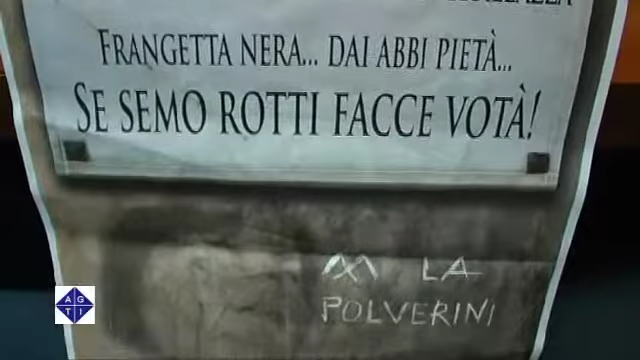 FRANGETTA NERA... DAI ABBI PIETÀ...
SE SEMO ROTTI FACCE VOTÀ!
LA
POLVERINI
A G
T I